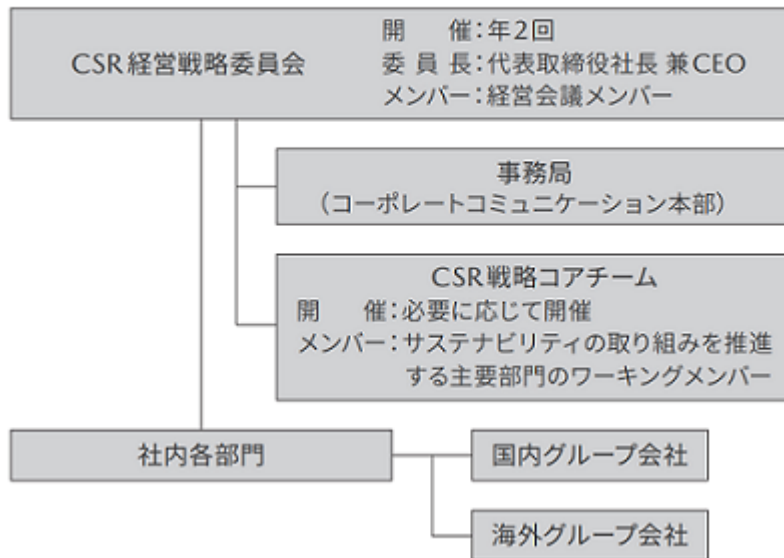 CSR経営戦略委員会
開　催：年2回
委員長：代表取締役社長 兼CEO
メンバー：経営会議メンバー
事務局
（コーポレートコミュニケーション本部）
CSR戦略コアチーム
開　催：必要に応じて開催
メンバー：サステナビリティの取り組みを推進
する主要部門のワーキングメンバー
社内各部門
国内グループ会社
海外グループ会社